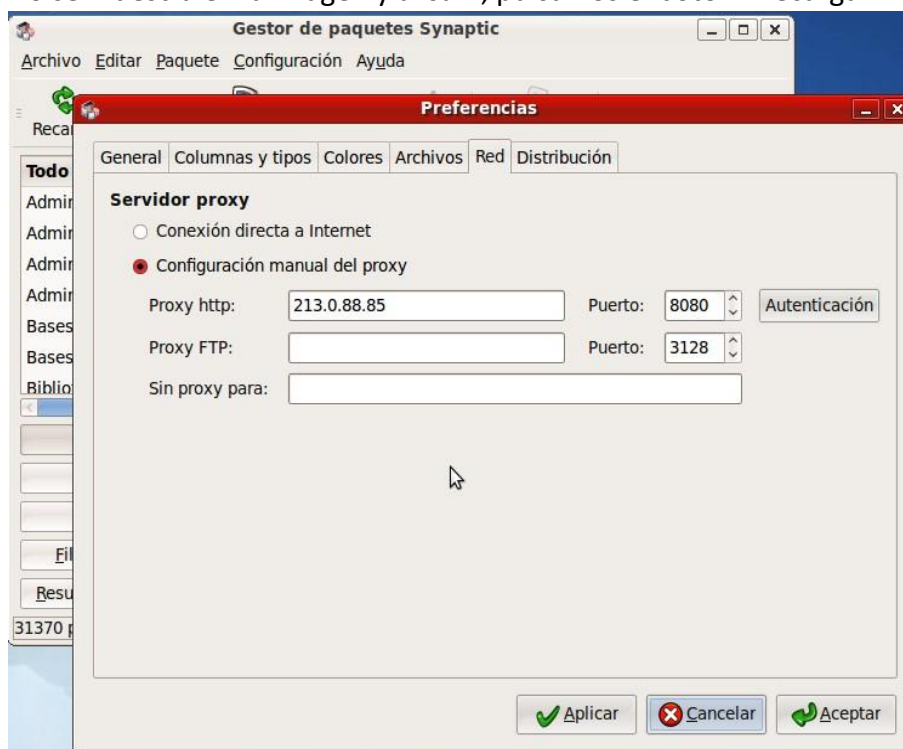 Gestor de paquetes Synaptic
Archivo Editar Paquete Configuración Ayuda
Preferencias
General Columnas y tipos Colores Archivos Red Distribución
Todo
Servidor proxy
Conexión directa a Internet
Configuración manual del proxy
Proxy http: 213.0.88.85 Puerto: 8080 Autenticación
Bases
Proxy FTP: Puerto: 3128
Bases
Sin proxy para:
31370
Aplicar Cancelar Aceptar